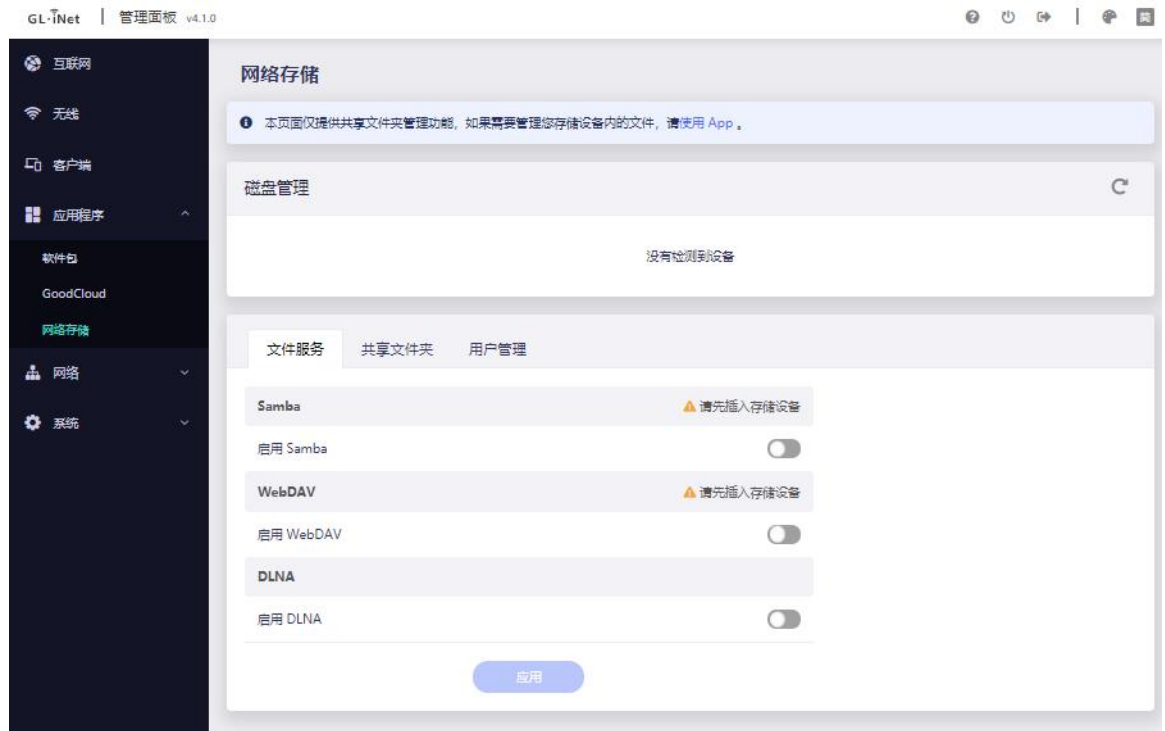 GL·iNet | 管理面板 v4.1.0
简
互联网
无线
客户端
应用程序
软件包
GoodCloud
网络存储
网络
系统
网络存储
本页面仅提供共享文件夹管理功能，如果需要管理您存储设备内的文件，请使用 App 。
磁盘管理
没有检测到设备
文件服务 共享文件夹 用户管理
Samba 请先插入存储设备
启用 Samba
WebDAV 请先插入存储设备
启用 WebDAV
DLNA
启用 DLNA
应用